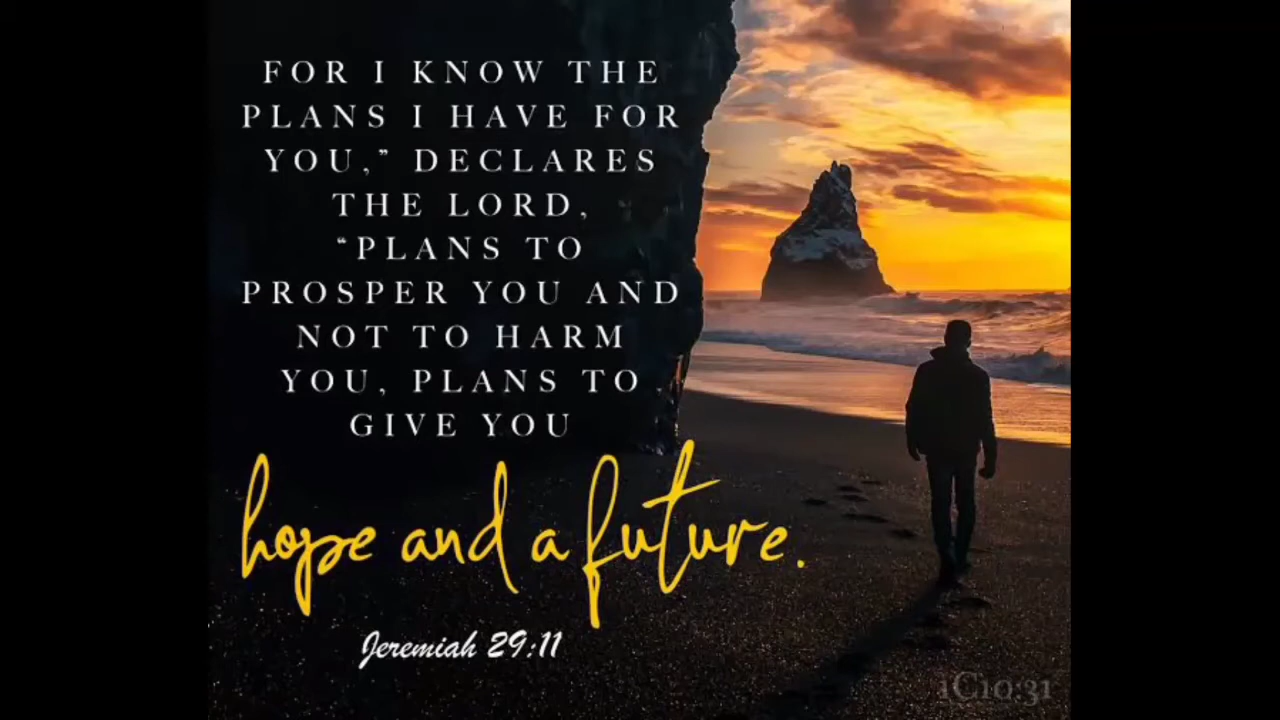 FOR I KNOW THE
PLANS I HAVE FOR
YOU,” DECLARES
THE LORD,
“PLANS TO
PROSPER YOU AND
NOT TO HARM
YOU, PLANS TO
GIVE YOU
hope and a future.
Jeremiah 29:11
1C10:31